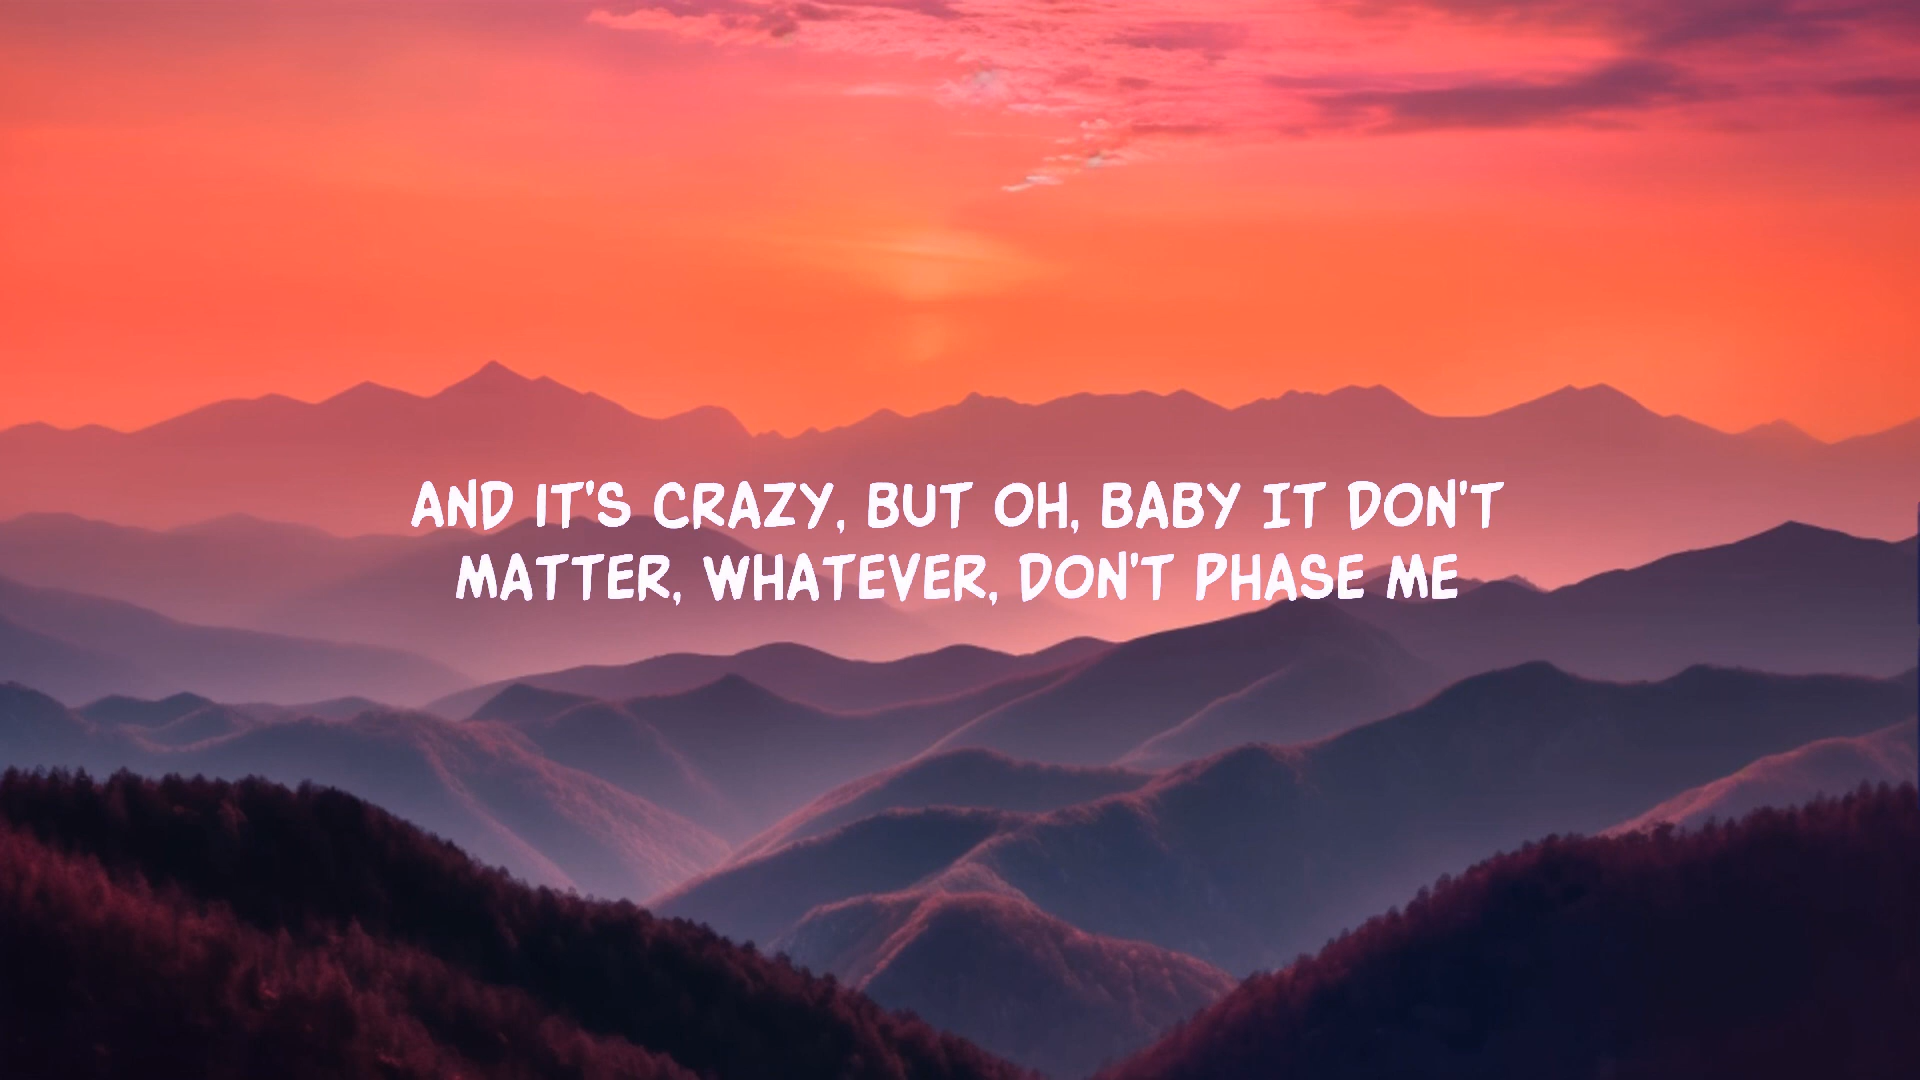 AND IT'S CRAZY, BUT OH, BABY IT DON'T
MATTER, WHATEVER, DON'T PHASE ME